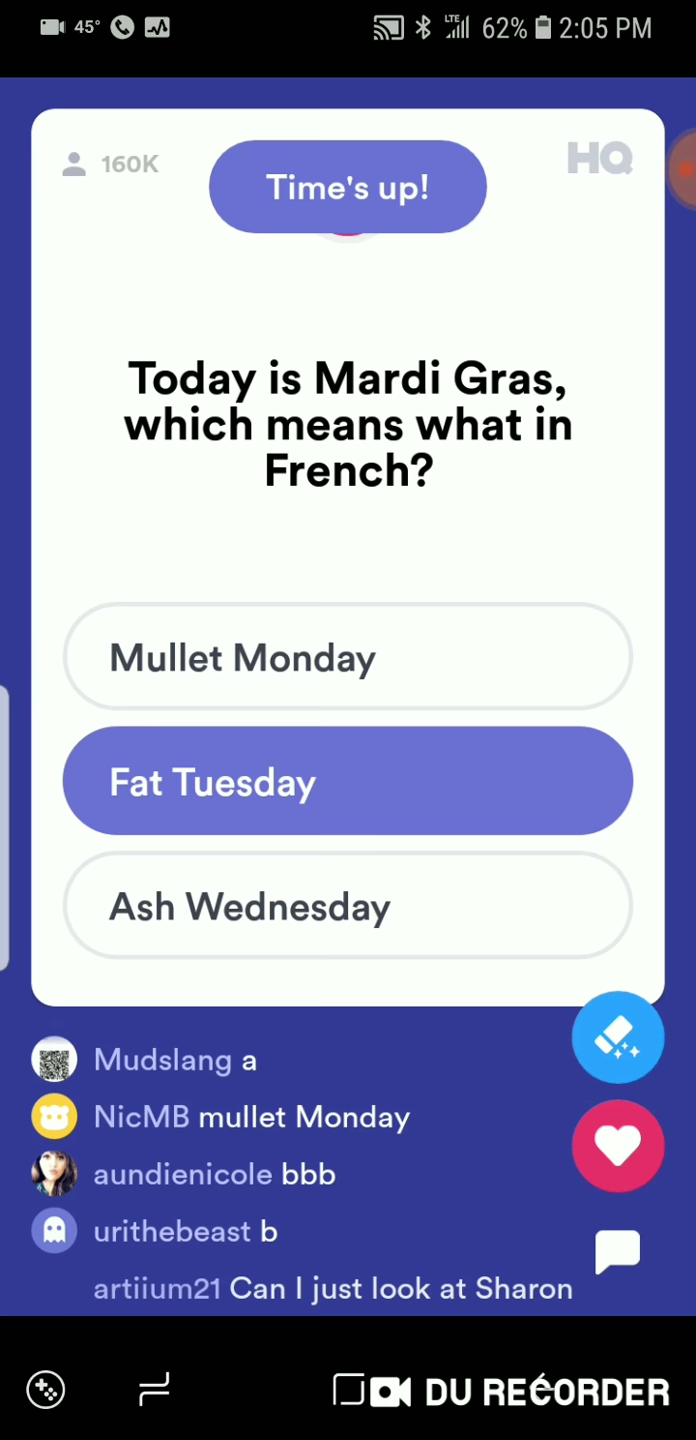 45° LTE 62% 2:05 PM
160K
Time's up!
HQ
Today is Mardi Gras,
which means what in
French?
Mullet Monday
Fat Tuesday
Ash Wednesday
Mudslang a
NicMB mullet Monday
aundienicole bbb
urithebeast b
artiium21 Can I just look at Sharon
DU RECORDER